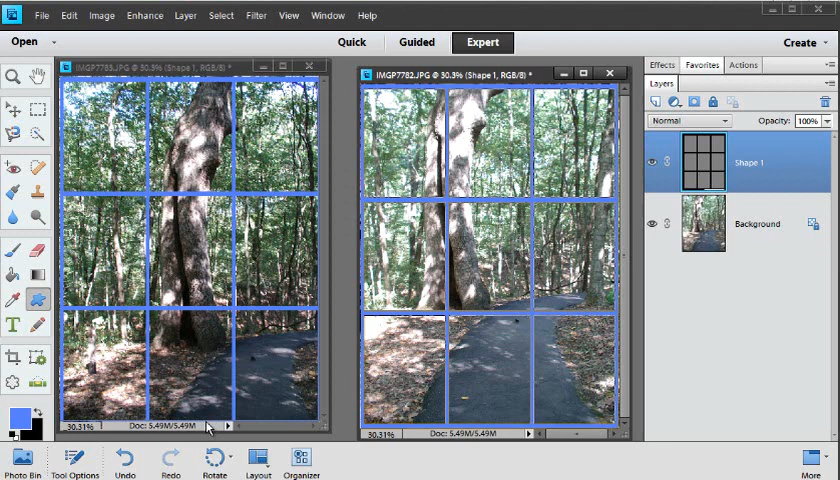 File Edit Image Enhance Layer Select Filter View Window Help
Open Quick Guided Expert Create
IMGP7783.JPG @ 30.3% (Shape 1, RGB/8) *
IMGP7782.JPG @ 30.3% (Shape 1, RGB/8) *
Effects Favorites Actions
Layers
Normal Opacity: 100%
Shape 1
Background
T
30.31% Doc: 5.49M/5.49M
30.31% Doc: 5.49M/5.49M
Photo Bin Tool Options Undo Redo Rotate Layout Organizer More